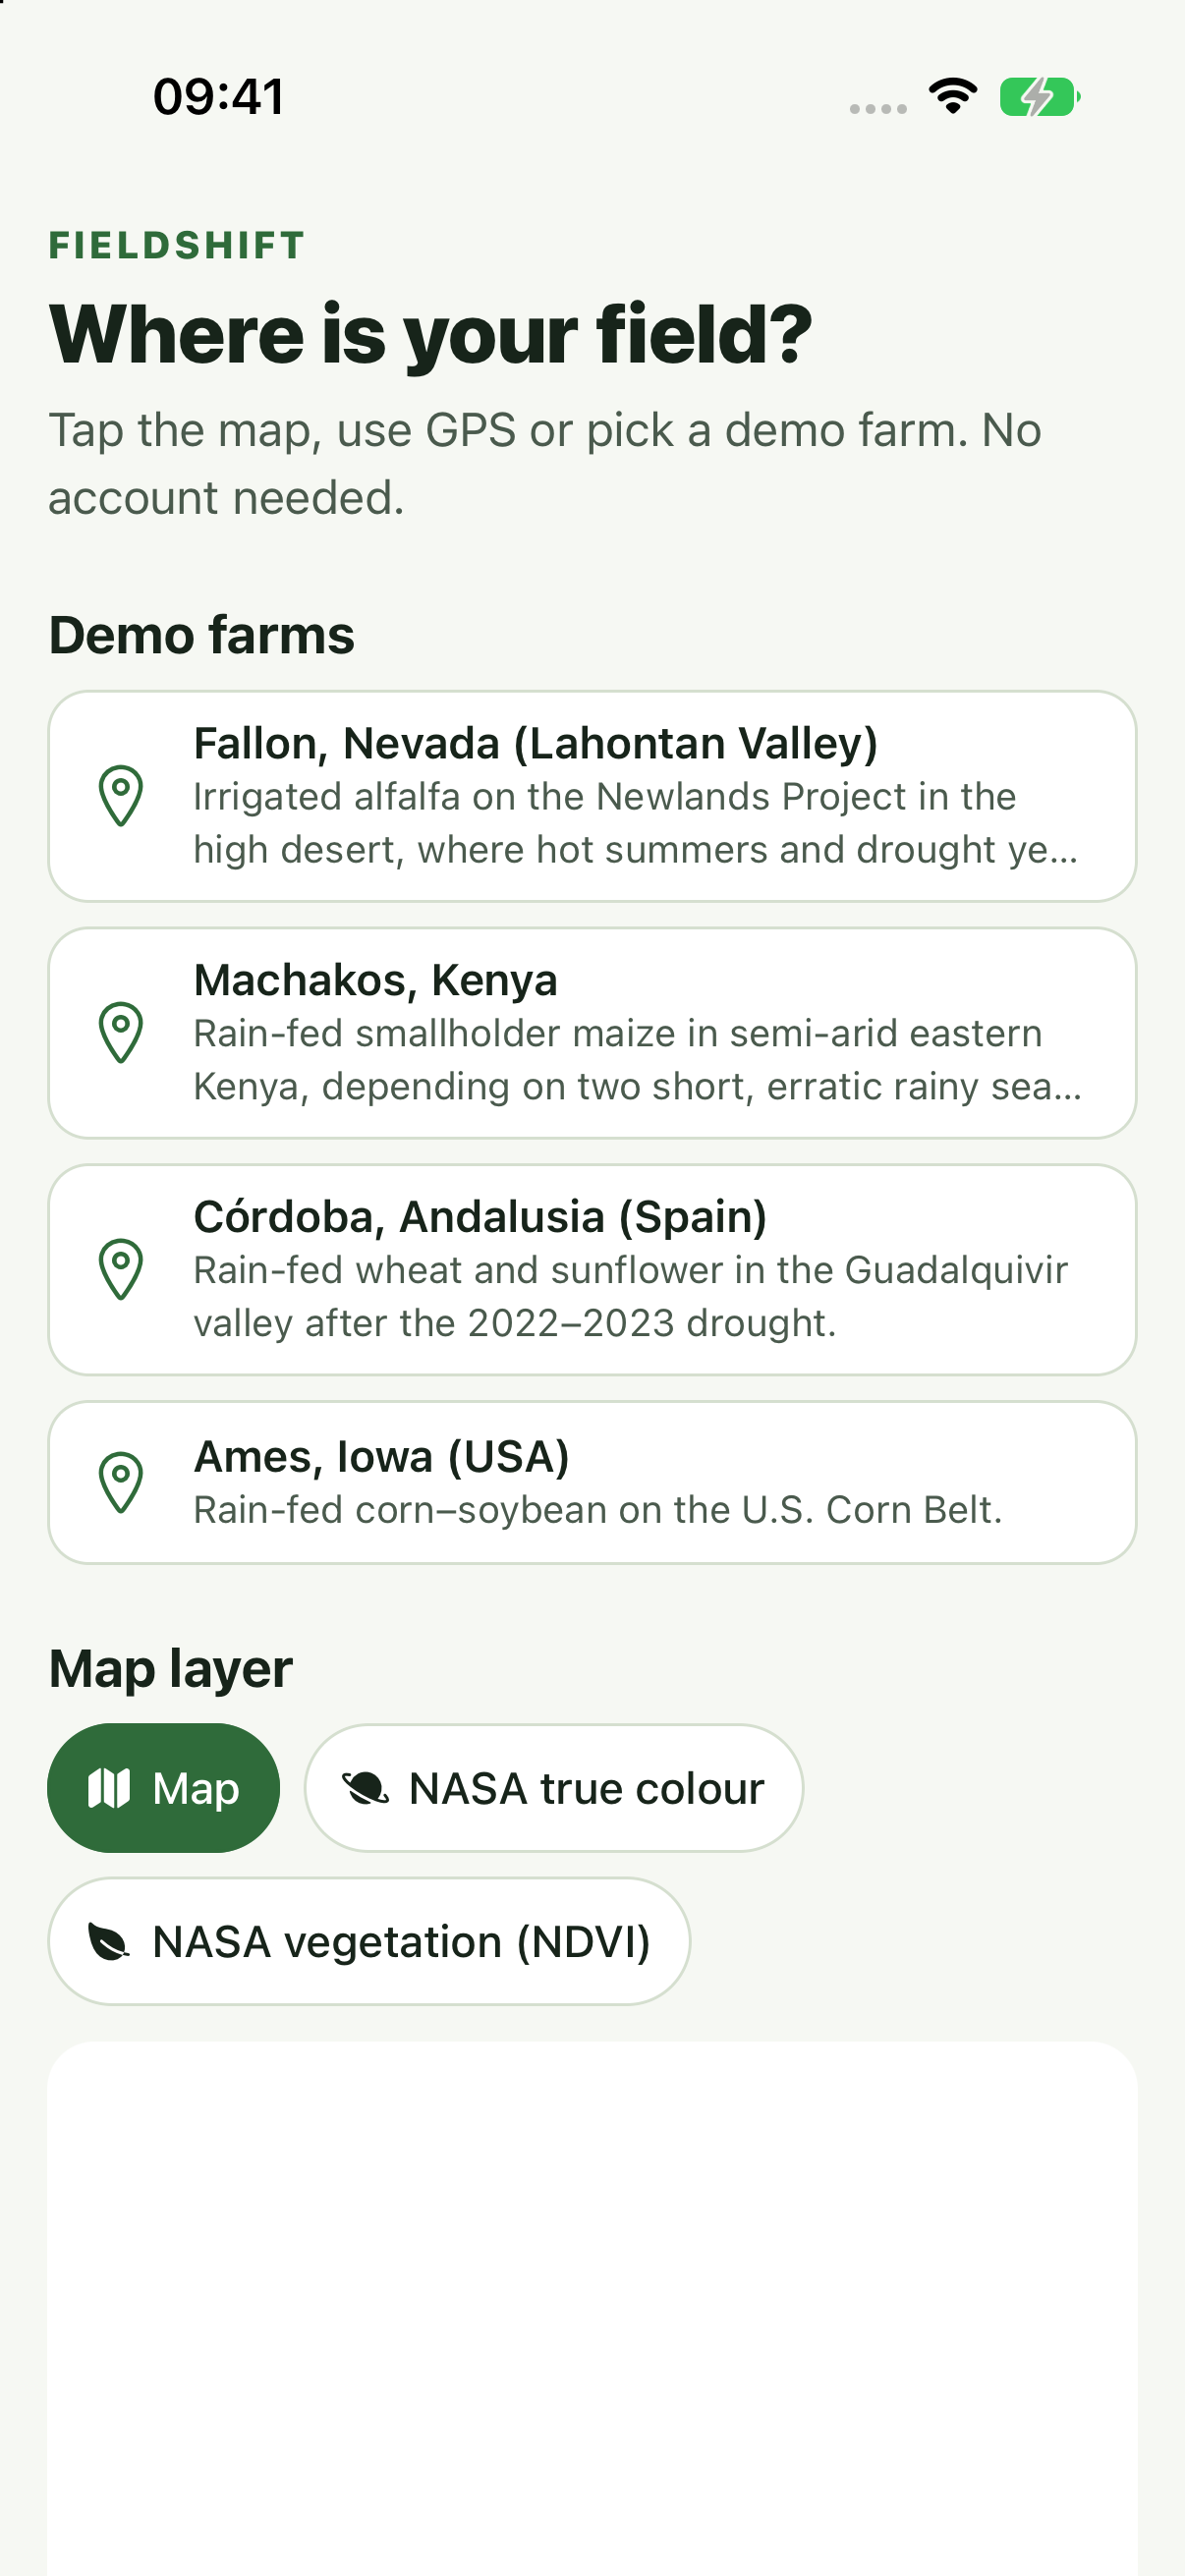 09:41
FIELDSHIFT
Where is your field?
Tap the map, use GPS or pick a demo farm. No
account needed.
Demo farms
Fallon, Nevada (Lahontan Valley)
Irrigated alfalfa on the Newlands Project in the
high desert, where hot summers and drought ye...
Machakos, Kenya
Rain-fed smallholder maize in semi-arid eastern
Kenya, depending on two short, erratic rainy sea...
Córdoba, Andalusia (Spain)
Rain-fed wheat and sunflower in the Guadalquivir
valley after the 2022–2023 drought.
Ames, Iowa (USA)
Rain-fed corn–soybean on the U.S. Corn Belt.
Map layer
Map
NASA true colour
NASA vegetation (NDVI)